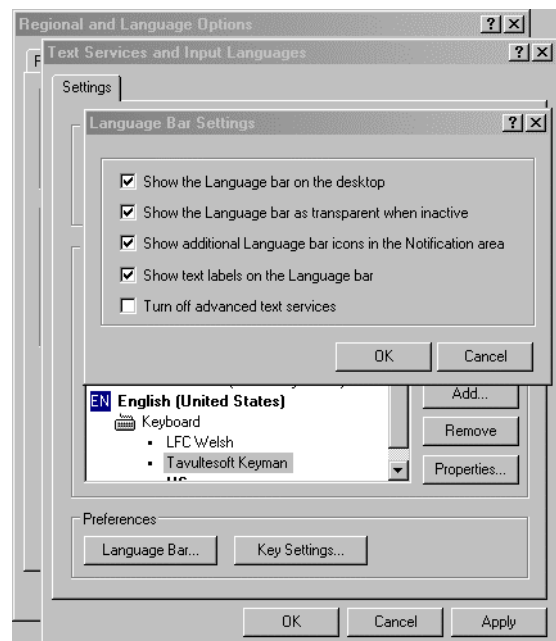 Regional and Language Options
Text Services and Input Languages
Settings
Language Bar Settings
Show the Language bar on the desktop
Show the Language bar as transparent when inactive
Show additional Language bar icons in the Notification area
Show text labels on the Language bar
Turn off advanced text services
OK Cancel
EN English (United States)
Keyboard
LFC Welsh
Tavultesoft Keyman
Add...
Remove
Properties...
Preferences
Language Bar... Key Settings...
OK Cancel Apply